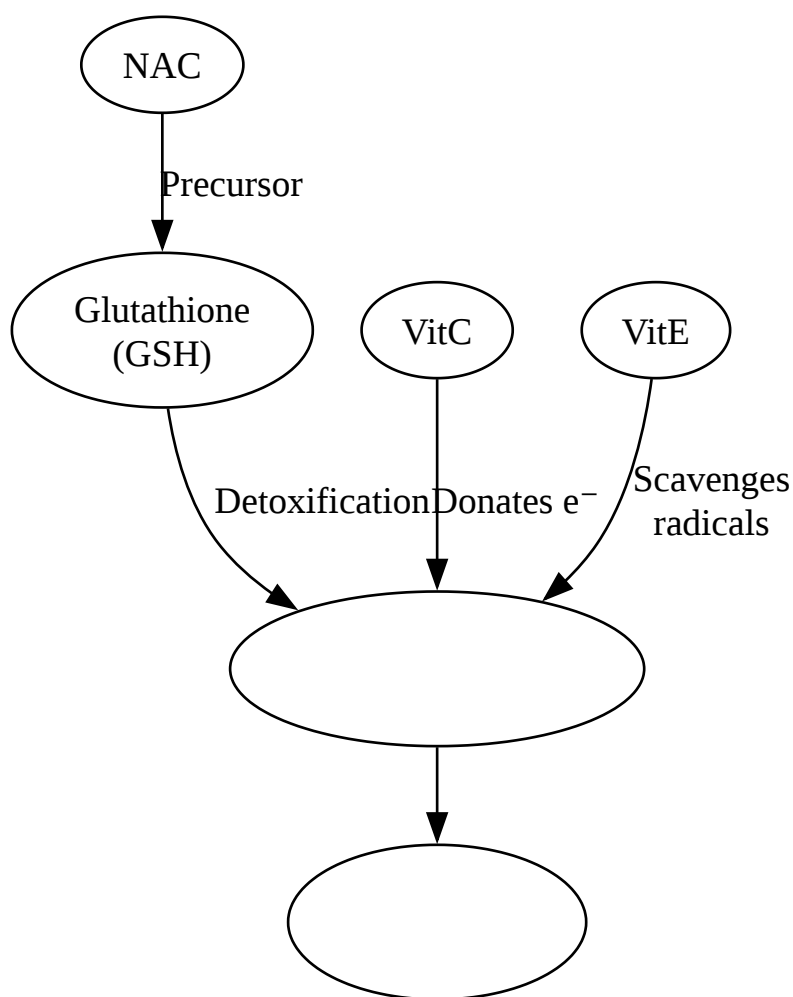 NAC
Precursor
Glutathione
(GSH)
VitC
VitE
Detoxification
Donates e⁻
Scavenges
radicals